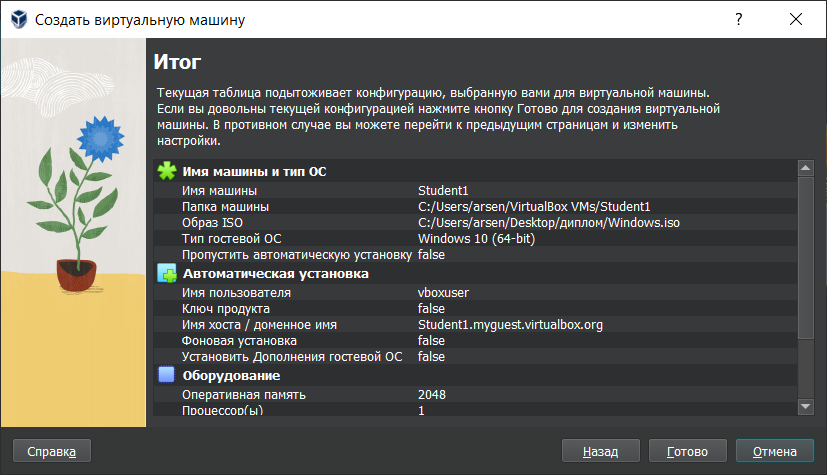 Создать виртуальную машину
?
Итог
Текущая таблица подытоживает конфигурацию, выбранную вами для виртуальной машины.
Если вы довольны текущей конфигурацией нажмите кнопку Готово для создания виртуальной
машины. В противном случае вы можете перейти к предыдущим страницам и изменить
настройки.
Имя машины и тип ОС
Имя машины Student1
Папка машины C:/Users/arsen/VirtualBox VMs/Student1
Образ ISO C:/Users/arsen/Desktop/диплом/Windows.iso
Тип гостевой ОС Windows 10 (64-bit)
Пропустить автоматическую установку false
Автоматическая установка
Имя пользователя vboxuser
Ключ продукта false
Имя хоста / доменное имя Student1.myguest.virtualbox.org
Фоновая установка false
Установить Дополнения гостевой ОС false
Оборудование
Оперативная память 2048
Процессор(ы) 1
Справка Назад Готово Отмена